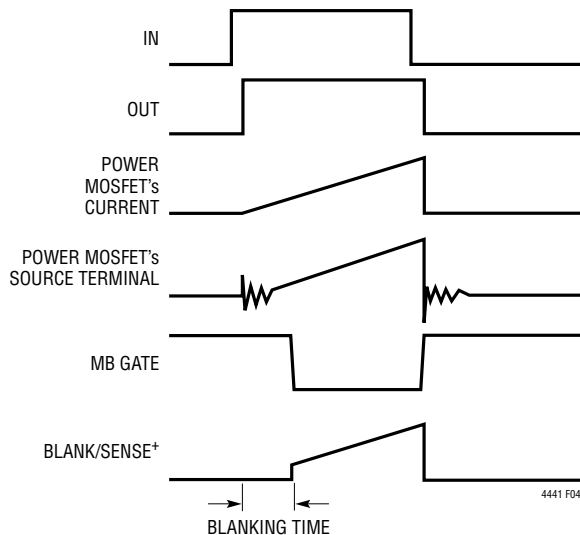 IN
OUT
POWER
MOSFET's
CURRENT
POWER MOSFET's
SOURCE TERMINAL
MB GATE
BLANK/SENSE+
4441 F04
BLANKING TIME